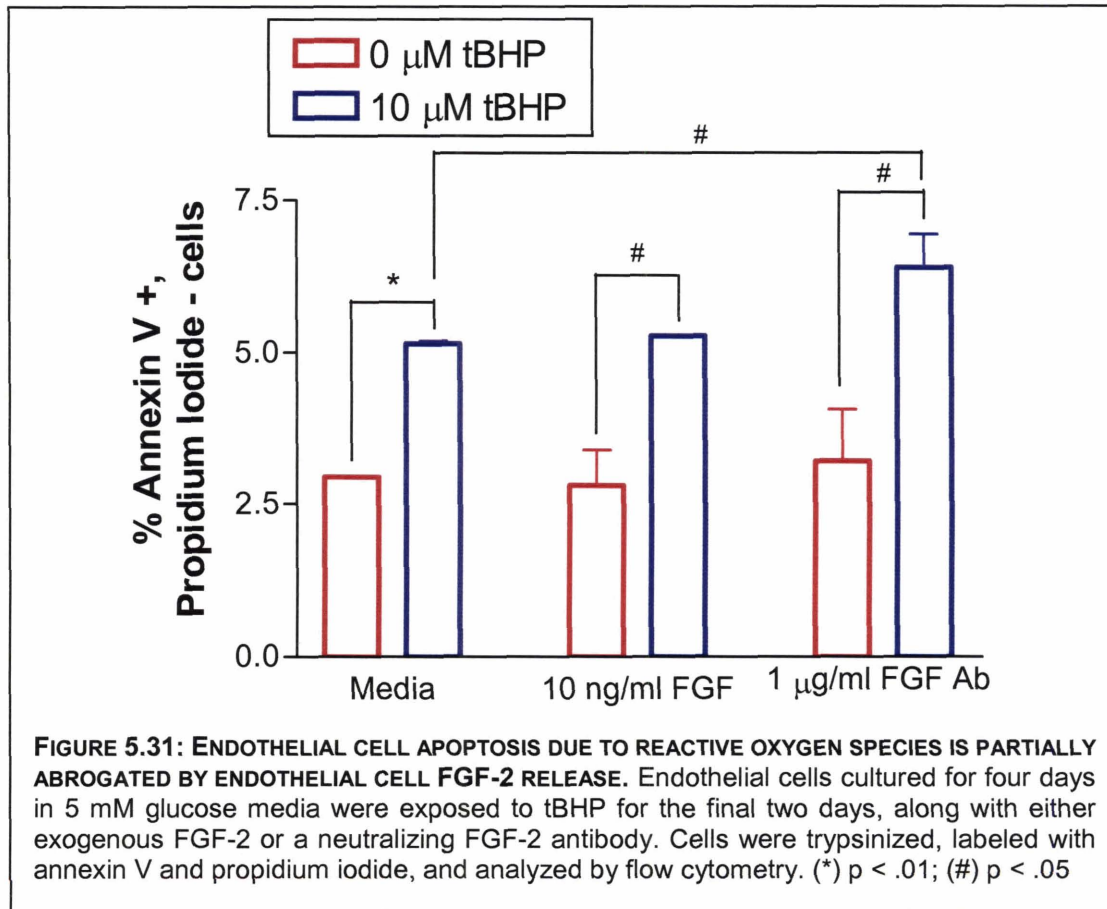 0 μM tBHP
10 μM tBHP
#
#
7.5
*
#
5.0
2.5
0.0
% Annexin V +,
Propidium Iodide - cells
Media
10 ng/ml FGF
1 μg/ml FGF Ab
FIGURE 5.31: ENDOTHELIAL CELL APOPTOSIS DUE TO REACTIVE OXYGEN SPECIES IS PARTIALLY
ABROGATED BY ENDOTHELIAL CELL FGF-2 RELEASE. Endothelial cells cultured for four days
in 5 mM glucose media were exposed to tBHP for the final two days, along with either
exogenous FGF-2 or a neutralizing FGF-2 antibody. Cells were trypsinized, labeled with
annexin V and propidium iodide, and analyzed by flow cytometry. (*) p < .01; (#) p < .05